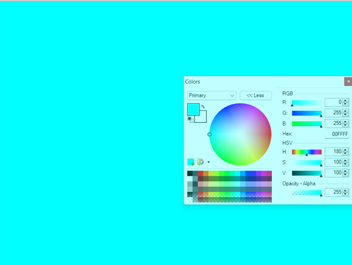 Colors
Primary
<< Less
RGB
R: 0
G: 255
B: 255
Hex: 00FFFF
HSV
H: 180
S: 100
V: 100
Opacity - Alpha
255